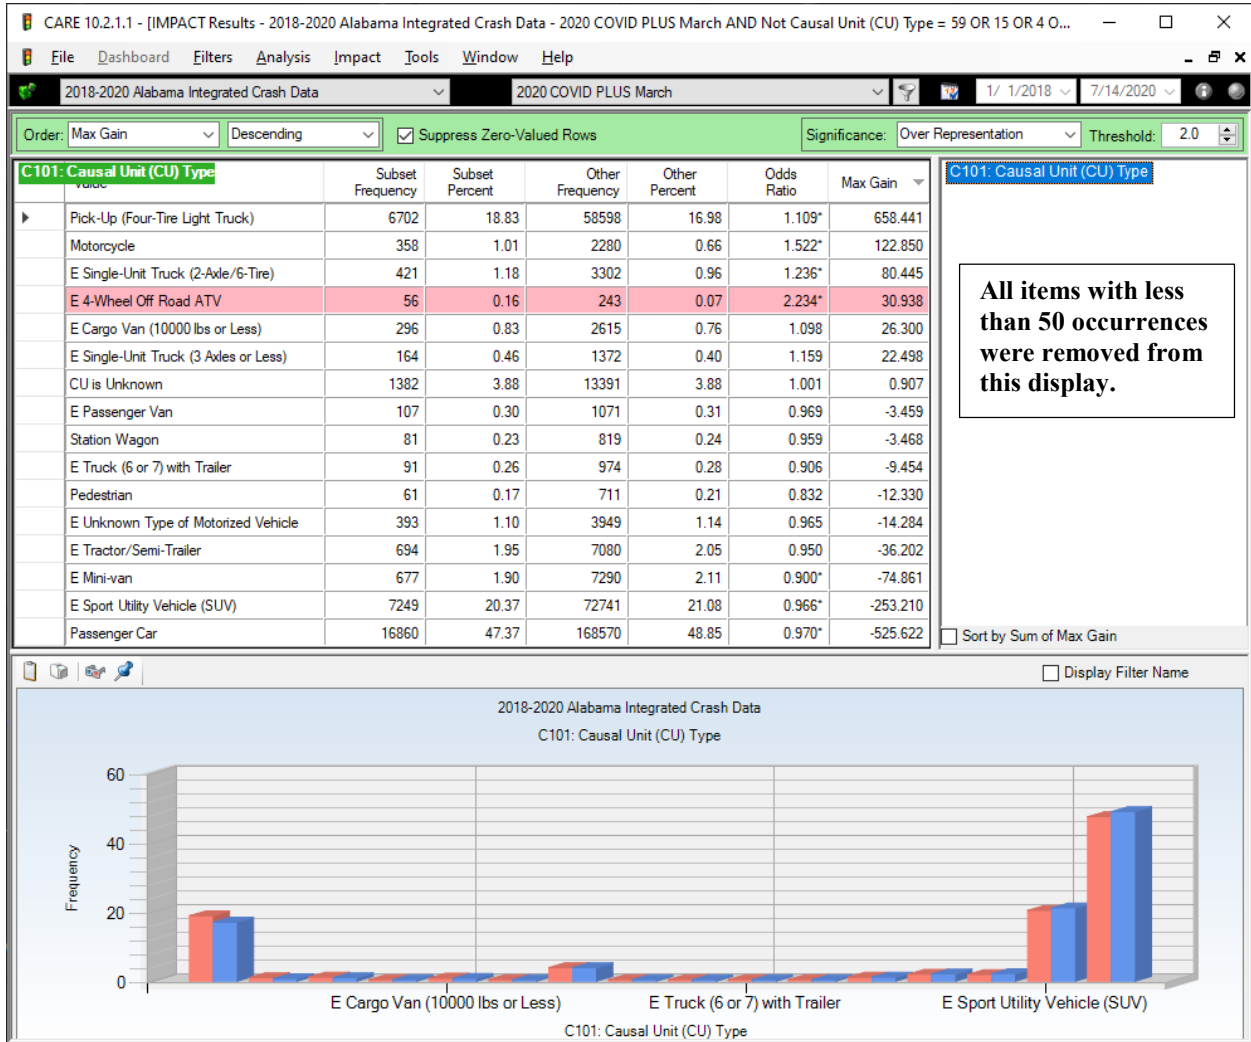 CARE 10.2.1.1 - [IMPACT Results - 2018-2020 Alabama Integrated Crash Data - 2020 COVID PLUS March AND Not Causal Unit (CU) Type = 59 OR 15 OR 4 O...
File Dashboard Filters Analysis Impact Tools Window Help
2018-2020 Alabama Integrated Crash Data 2020 COVID PLUS March 1/ 1/2018 7/14/2020
Order: Max Gain Descending Suppress Zero-Valued Rows Significance: Over Representation Threshold: 2.0
C101: Causal Unit (CU) Type Subset Frequency Subset Percent Other Frequency Other Percent Odds Ratio Max Gain
Pick-Up (Four-Tire Light Truck) 6702 18.83 58598 16.98 1.109* 658.441
Motorcycle 358 1.01 2280 0.66 1.522* 122.850
E Single-Unit Truck (2-Axle/6-Tire) 421 1.18 3302 0.96 1.236* 80.445
E 4-Wheel Off Road ATV 56 0.16 243 0.07 2.234* 30.938
E Cargo Van (10000 lbs or Less) 296 0.83 2615 0.76 1.098 26.300
E Single-Unit Truck (3 Axles or Less) 164 0.46 1372 0.40 1.159 22.498
CU is Unknown 1382 3.88 13391 3.88 1.001 0.907
E Passenger Van 107 0.30 1071 0.31 0.969 -3.459
Station Wagon 81 0.23 819 0.24 0.959 -3.468
E Truck (6 or 7) with Trailer 91 0.26 974 0.28 0.906 -9.454
Pedestrian 61 0.17 711 0.21 0.832 -12.330
E Unknown Type of Motorized Vehicle 393 1.10 3949 1.14 0.965 -14.284
E Tractor/Semi-Trailer 694 1.95 7080 2.05 0.950 -36.202
E Mini-van 677 1.90 7290 2.11 0.900* -74.861
E Sport Utility Vehicle (SUV) 7249 20.37 72741 21.08 0.966* -253.210
Passenger Car 16860 47.37 168570 48.85 0.970* -525.622
C101: Causal Unit (CU) Type
All items with less
than 50 occurrences
were removed from
this display.
Sort by Sum of Max Gain
Display Filter Name
2018-2020 Alabama Integrated Crash Data
C101: Causal Unit (CU) Type
60
40
20
0
Frequency
E Cargo Van (10000 lbs or Less) E Truck (6 or 7) with Trailer E Sport Utility Vehicle (SUV)
C101: Causal Unit (CU) Type